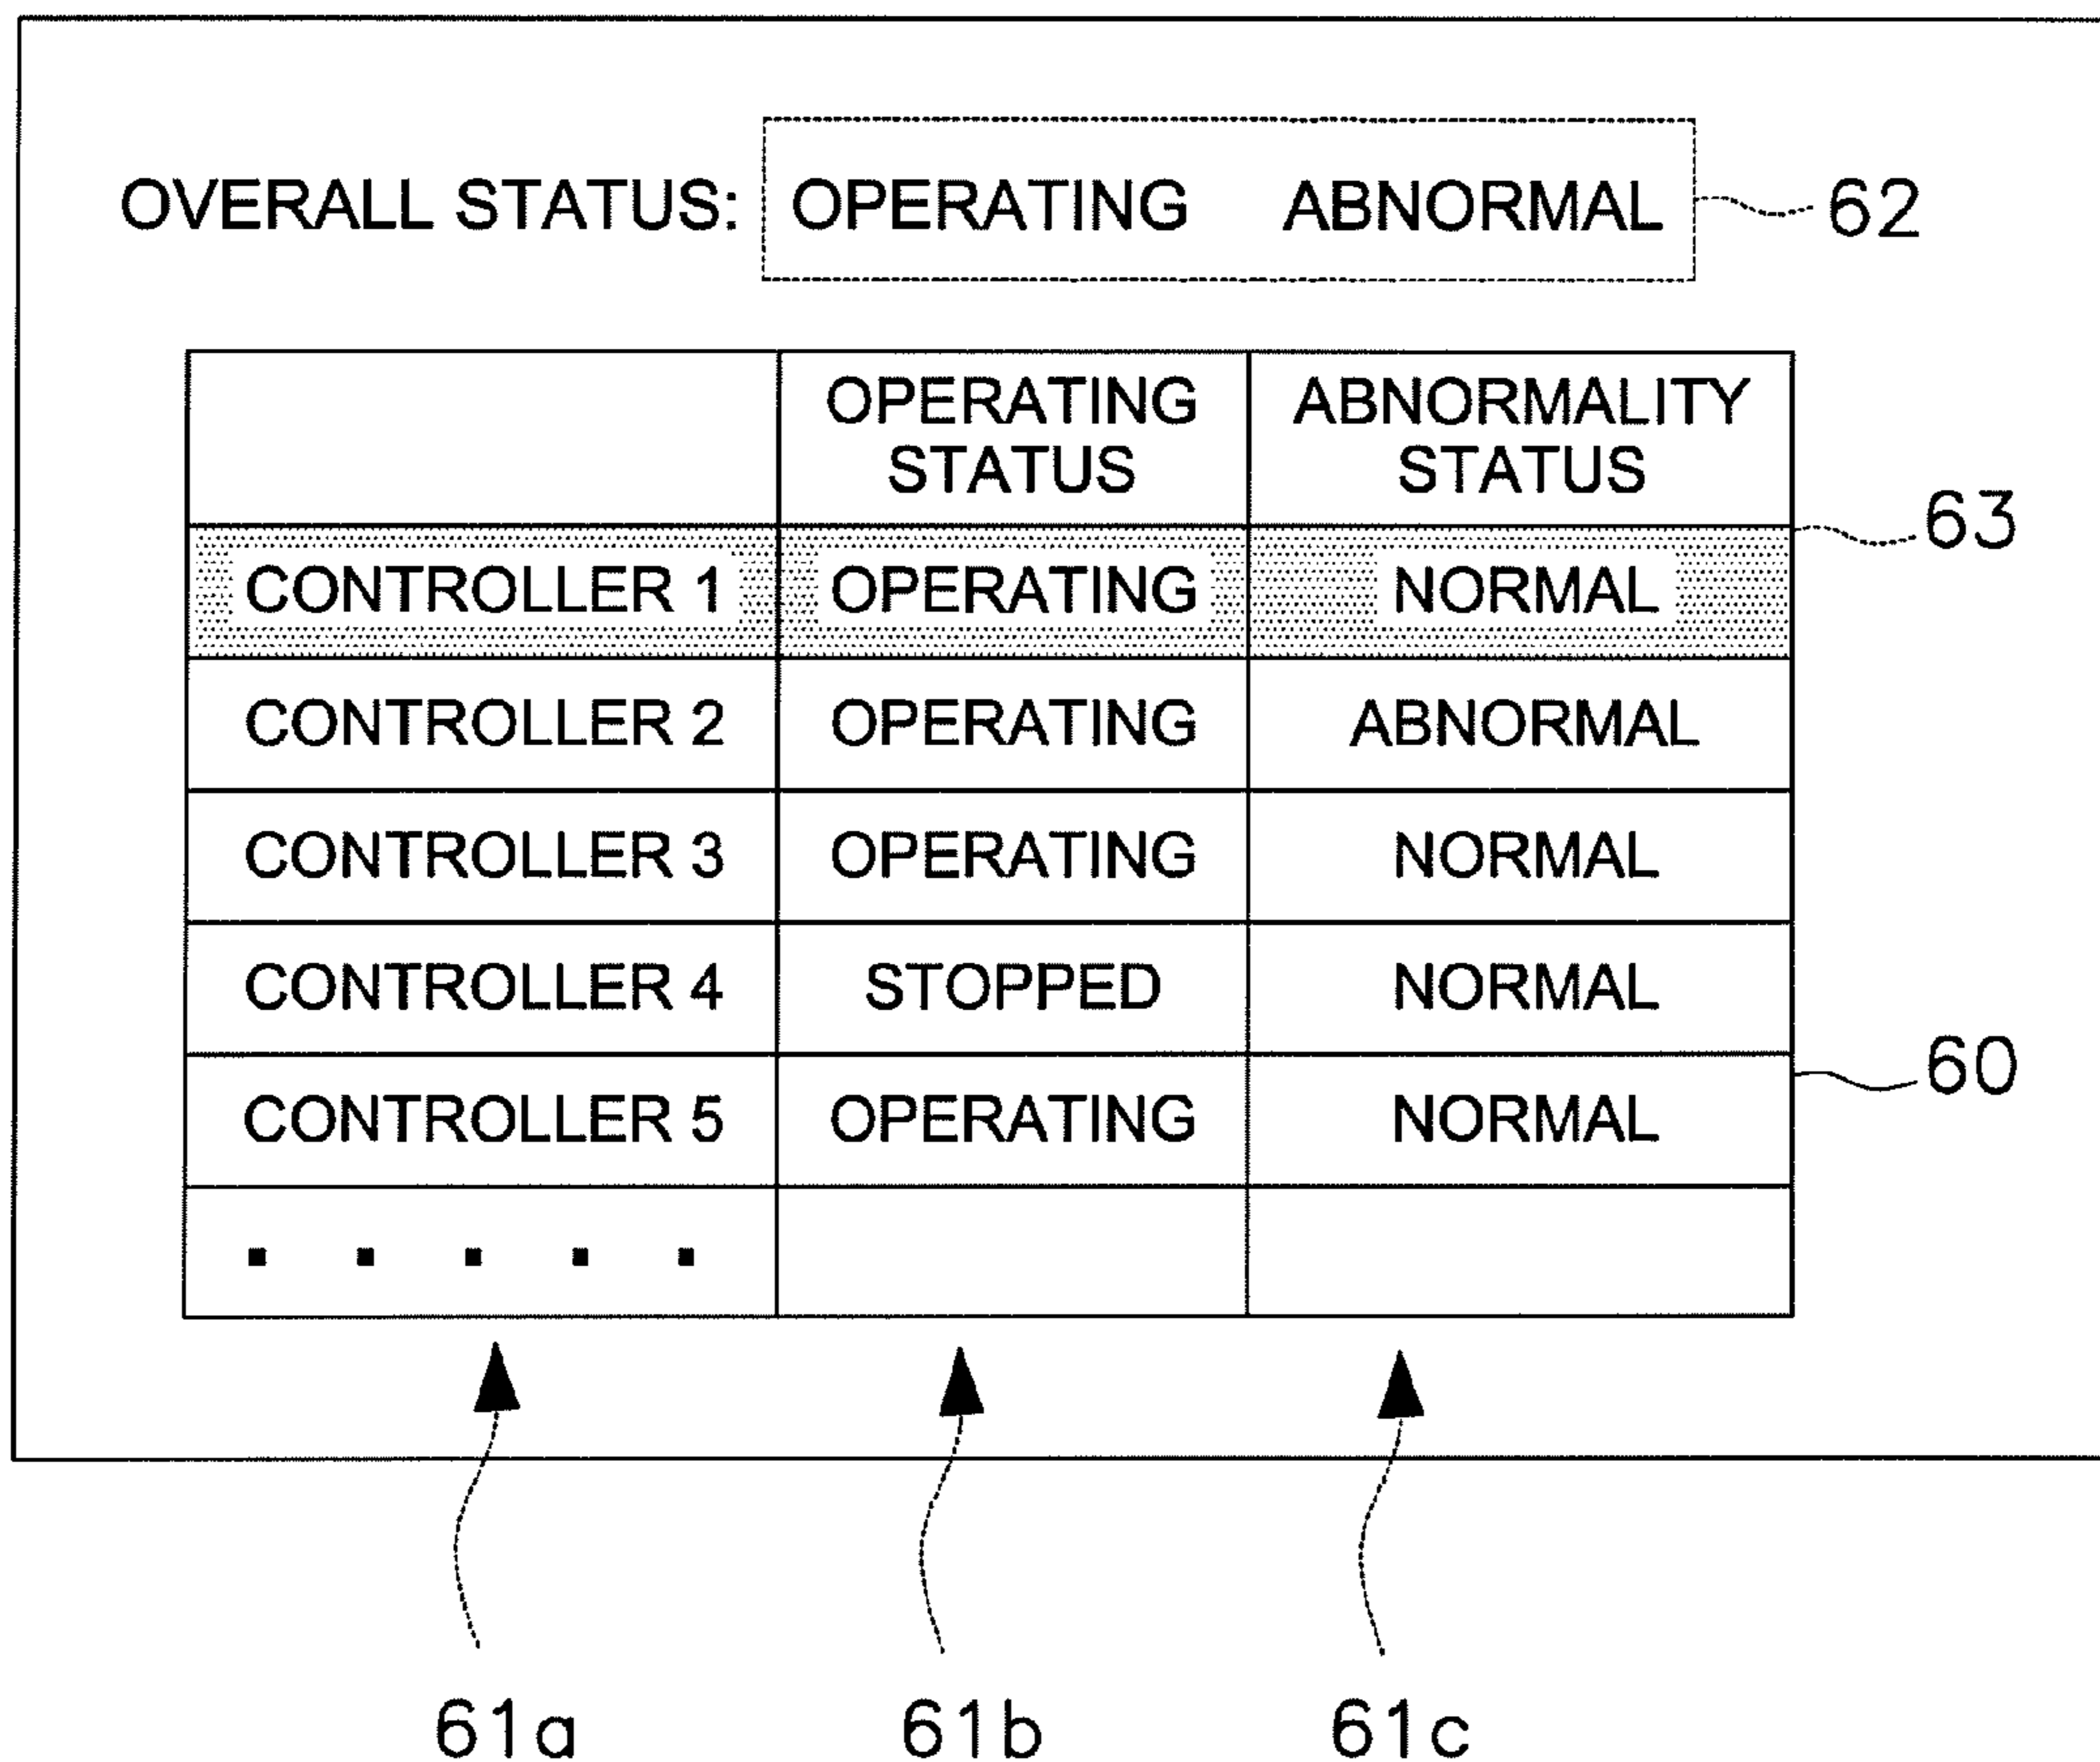 OVERALL STATUS: OPERATING ABNORMAL 62
OPERATING STATUS ABNORMALITY STATUS
63
CONTROLLER 1 OPERATING NORMAL
CONTROLLER 2 OPERATING ABNORMAL
CONTROLLER 3 OPERATING NORMAL
CONTROLLER 4 STOPPED NORMAL
60
CONTROLLER 5 OPERATING NORMAL
. . . . .
61a 61b 61c